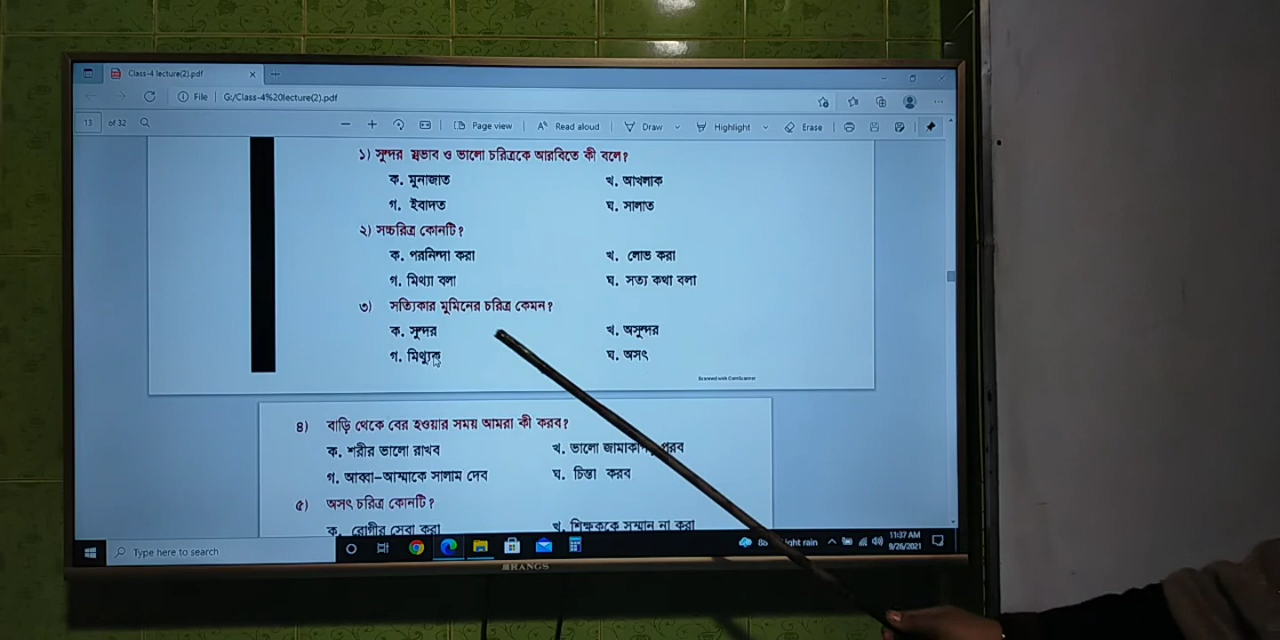 Class-4 lecture(2).pdf
File G:/Class-4%20lecture(2).pdf
13 of 32 Page view Read aloud Draw Highlight Erase
১) সুন্দর স্বভাব ও ভালো চরিত্রকে আরবিতে কী বলে?
ক. মুনাজাত খ. আখলাক
গ. ইবাদত ঘ. সালাত
২) সচ্চরিত্র কোনটি?
ক. পরনিন্দা করা খ. লোভ করা
গ. মিথ্যা বলা ঘ. সত্য কথা বলা
৩) সত্যিকার মুমিনের চরিত্র কেমন?
ক. সুন্দর খ. অসুন্দর
গ. মিথ্যুক ঘ. অসৎ
Scanned with CamScanner
৪) বাড়ি থেকে বের হওয়ার সময় আমরা কী করব?
ক. শরীর ভালো রাখব খ. ভালো পরব
গ. আব্বা-আম্মাকে সালাম দেব ঘ. চিন্তা করব
৫) অসৎ চরিত্র কোনটি?
ক. রোগীর সেবা করা খ. শিক্ষককে সম্মান না করা
Type here to search rain 11:37 AM
9/26/2021
RANGS